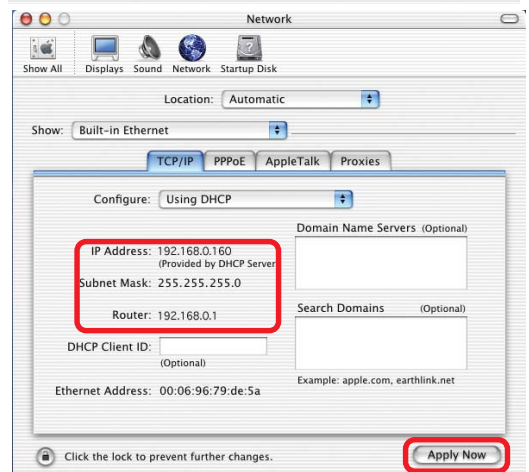 Network
Show All Displays Sound Network Startup Disk
Location: Automatic
Show: Built-in Ethernet
TCP/IP PPPoE AppleTalk Proxies
Configure: Using DHCP
Domain Name Servers (Optional)
IP Address: 192.168.0.160
(Provided by DHCP Server
Subnet Mask: 255.255.255.0
Router: 192.168.0.1
Search Domains (Optional)
DHCP Client ID:
(Optional)
Example: apple.com, earthlink.net
Ethernet Address: 00:06:96:79:de:5a
Click the lock to prevent further changes.
Apply Now